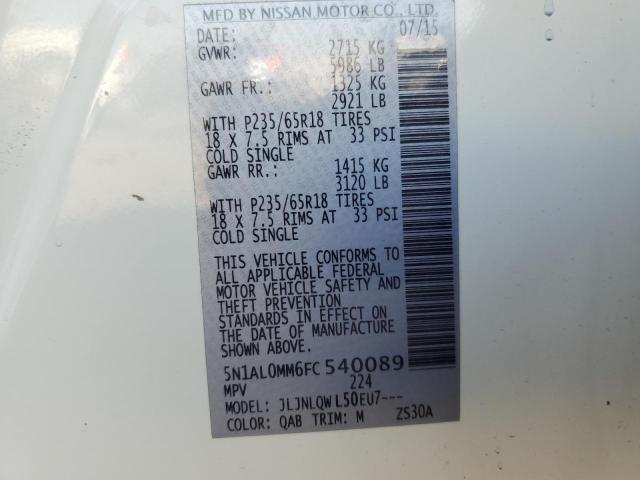 MFD BY NISSAN MOTOR CO., LTD.
DATE: 07/15
GVWR: 2715 KG
5986 LB
GAWR FR.: 1325 KG
2921 LB
WITH P235/65R18 TIRES
18 X 7.5 RIMS AT 33 PSI
COLD SINGLE
GAWR RR.: 1415 KG
3120 LB
WITH P235/65R18 TIRES
18 X 7.5 RIMS AT 33 PSI
COLD SINGLE
THIS VEHICLE CONFORMS TO
ALL APPLICABLE FEDERAL
MOTOR VEHICLE SAFETY AND
THEFT PREVENTION
STANDARDS IN EFFECT ON
THE DATE OF MANUFACTURE
SHOWN ABOVE.
5N1AL0MM6FC540089
MPV 224
MODEL: JLJNLQWL50EU7---
COLOR: QAB TRIM: M ZS30A